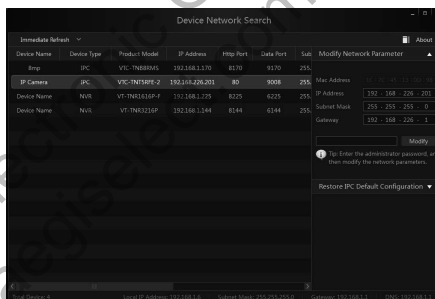 Device Network Search
Immediate Refresh
About
Device Name Device Type Product Model IP Address Http Port Data Port Sub
8mp IPC VTC-TNB8RMS 192.168.1.170 8170 9170 255.
IP Camera IPC VTC-TNT5RFE-2 192.168.226.201 80 9008 255.
Device Name NVR VT-TNR1616P-F 192.168.1.225 8225 6225 255.
Device Name NVR VT-TNR3216P 192.168.1.144 8144 6144 255.
Modify Network Parameter
Mac Address
IP Address 192 - 168 - 226 - 201
Subnet Mask 255 - 255 - 255 - 0
Gateway 192 - 168 - 226 - 1
Modify
Tip: Enter the administrator password, an
then modify the network parameters.
Restore IPC Default Configuration
Total Device: 4 Local IP Address: 192.168.1.6 Subnet Mask: 255.255.255.0 Gateway: 192.168.1.1 DNS: 192.168.1.1